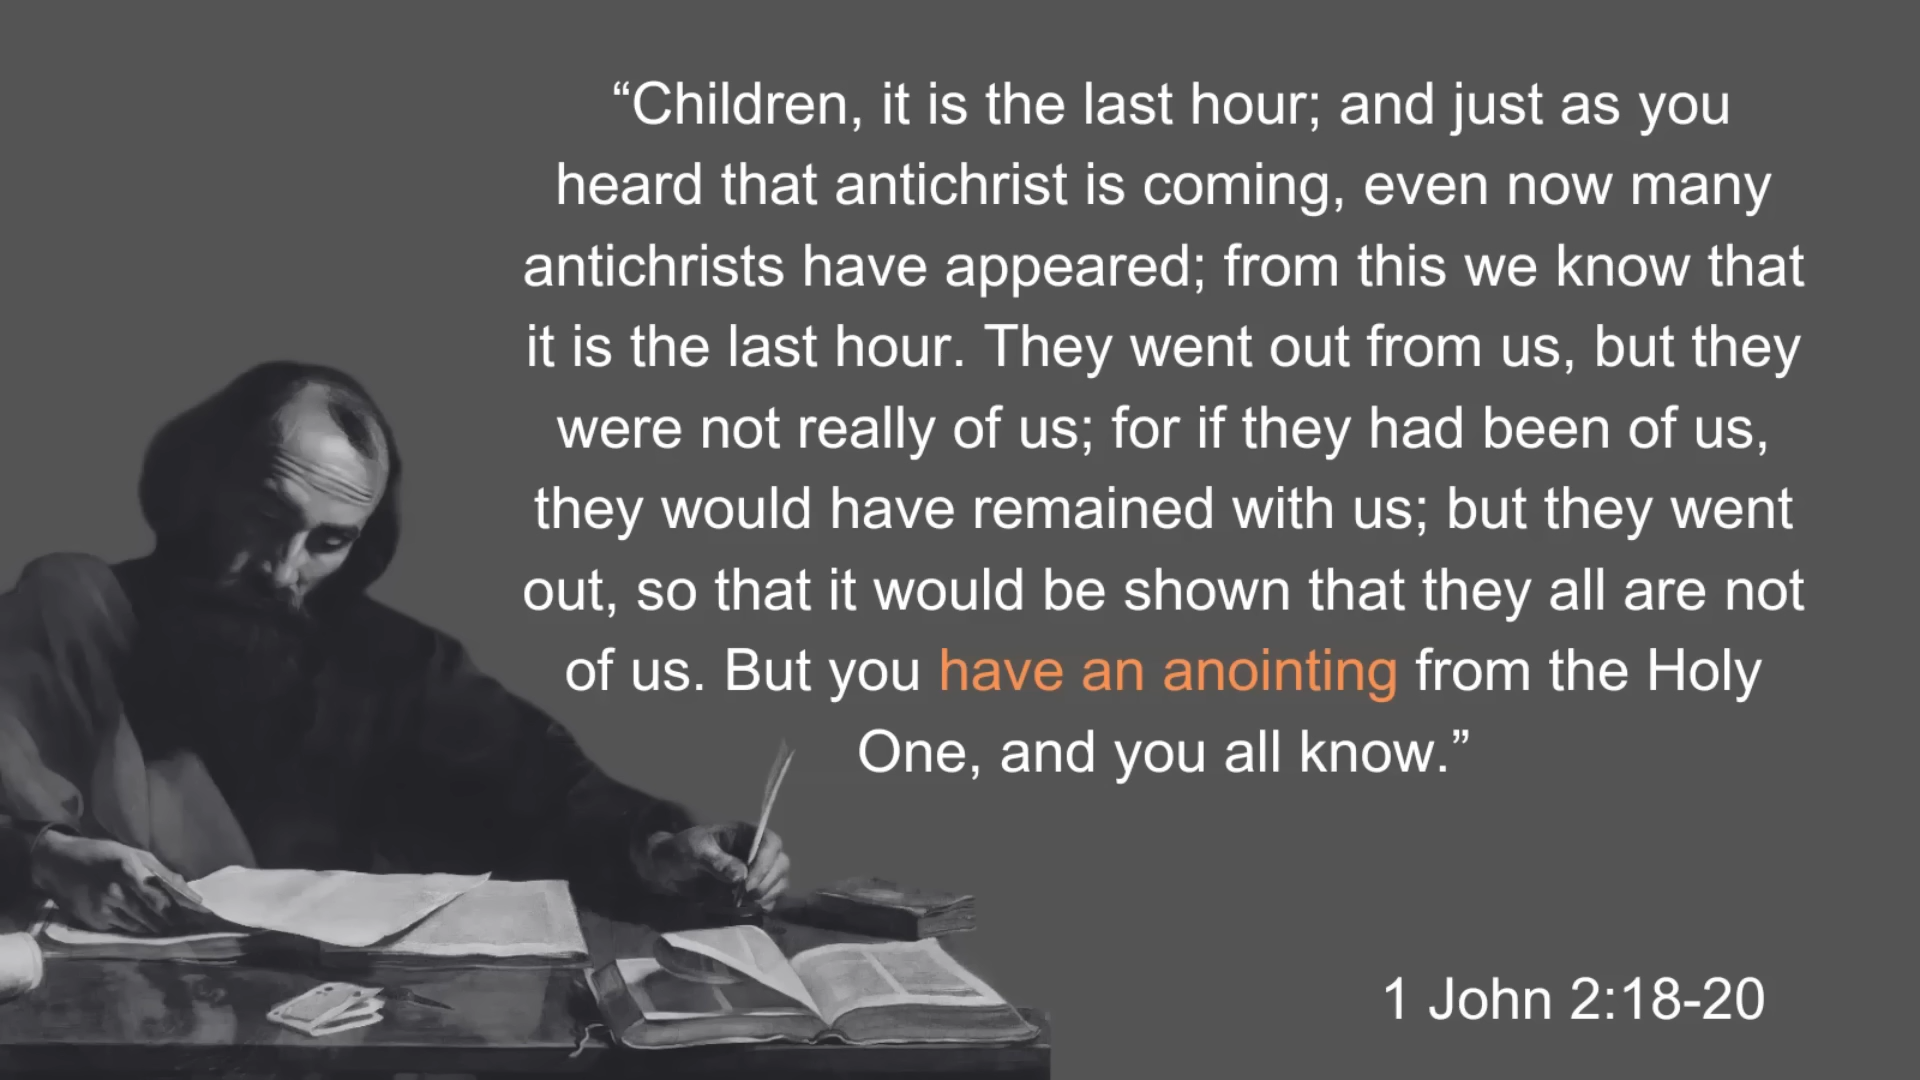 “Children, it is the last hour; and just as you
heard that antichrist is coming, even now many
antichrists have appeared; from this we know that
it is the last hour. They went out from us, but they
were not really of us; for if they had been of us,
they would have remained with us; but they went
out, so that it would be shown that they all are not
of us. But you have an anointing from the Holy
One, and you all know.”
1 John 2:18-20